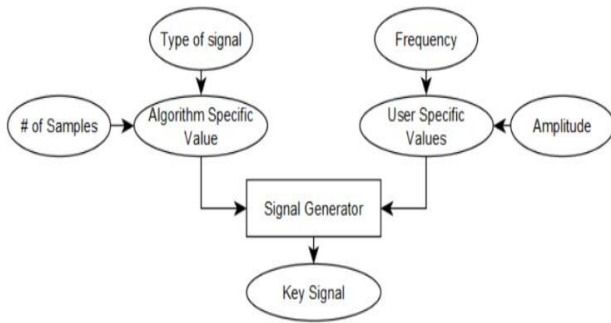 Type of signal
Frequency
# of Samples
Algorithm Specific
Value
User Specific
Values
Amplitude
Signal Generator
Key Signal